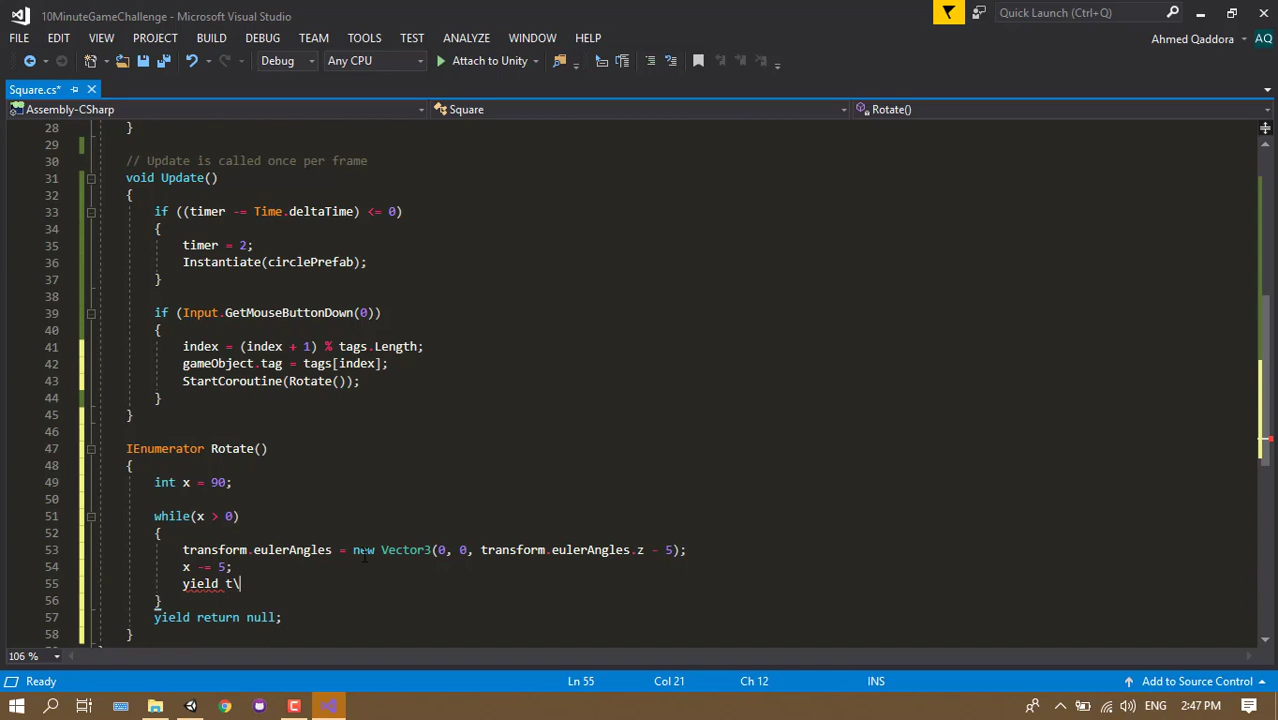 10MinuteGameChallenge - Microsoft Visual Studio
Quick Launch (Ctrl+Q)
FILE EDIT VIEW PROJECT BUILD DEBUG TEAM TOOLS TEST ANALYZE WINDOW HELP
Ahmed Qaddora AQ
Debug Any CPU Attach to Unity
Square.cs*
Assembly-CSharp Square Rotate()
28 }
29
30 // Update is called once per frame
31 void Update()
32 {
33 if ((timer -= Time.deltaTime) <= 0)
34 {
35 timer = 2;
36 Instantiate(circlePrefab);
37 }
38
39 if (Input.GetMouseButtonDown(0))
40 {
41 index = (index + 1) % tags.Length;
42 gameObject.tag = tags[index];
43 StartCoroutine(Rotate());
44 }
45 }
46
47 IEnumerator Rotate()
48 {
49 int x = 90;
50
51 while(x > 0)
52 {
53 transform.eulerAngles = new Vector3(0, 0, transform.eulerAngles.z - 5);
54 x -= 5;
55 yield t\
56 }
57 yield return null;
58 }
106 %
Ready Ln 55 Col 21 Ch 12 INS Add to Source Control
ENG 2:47 PM